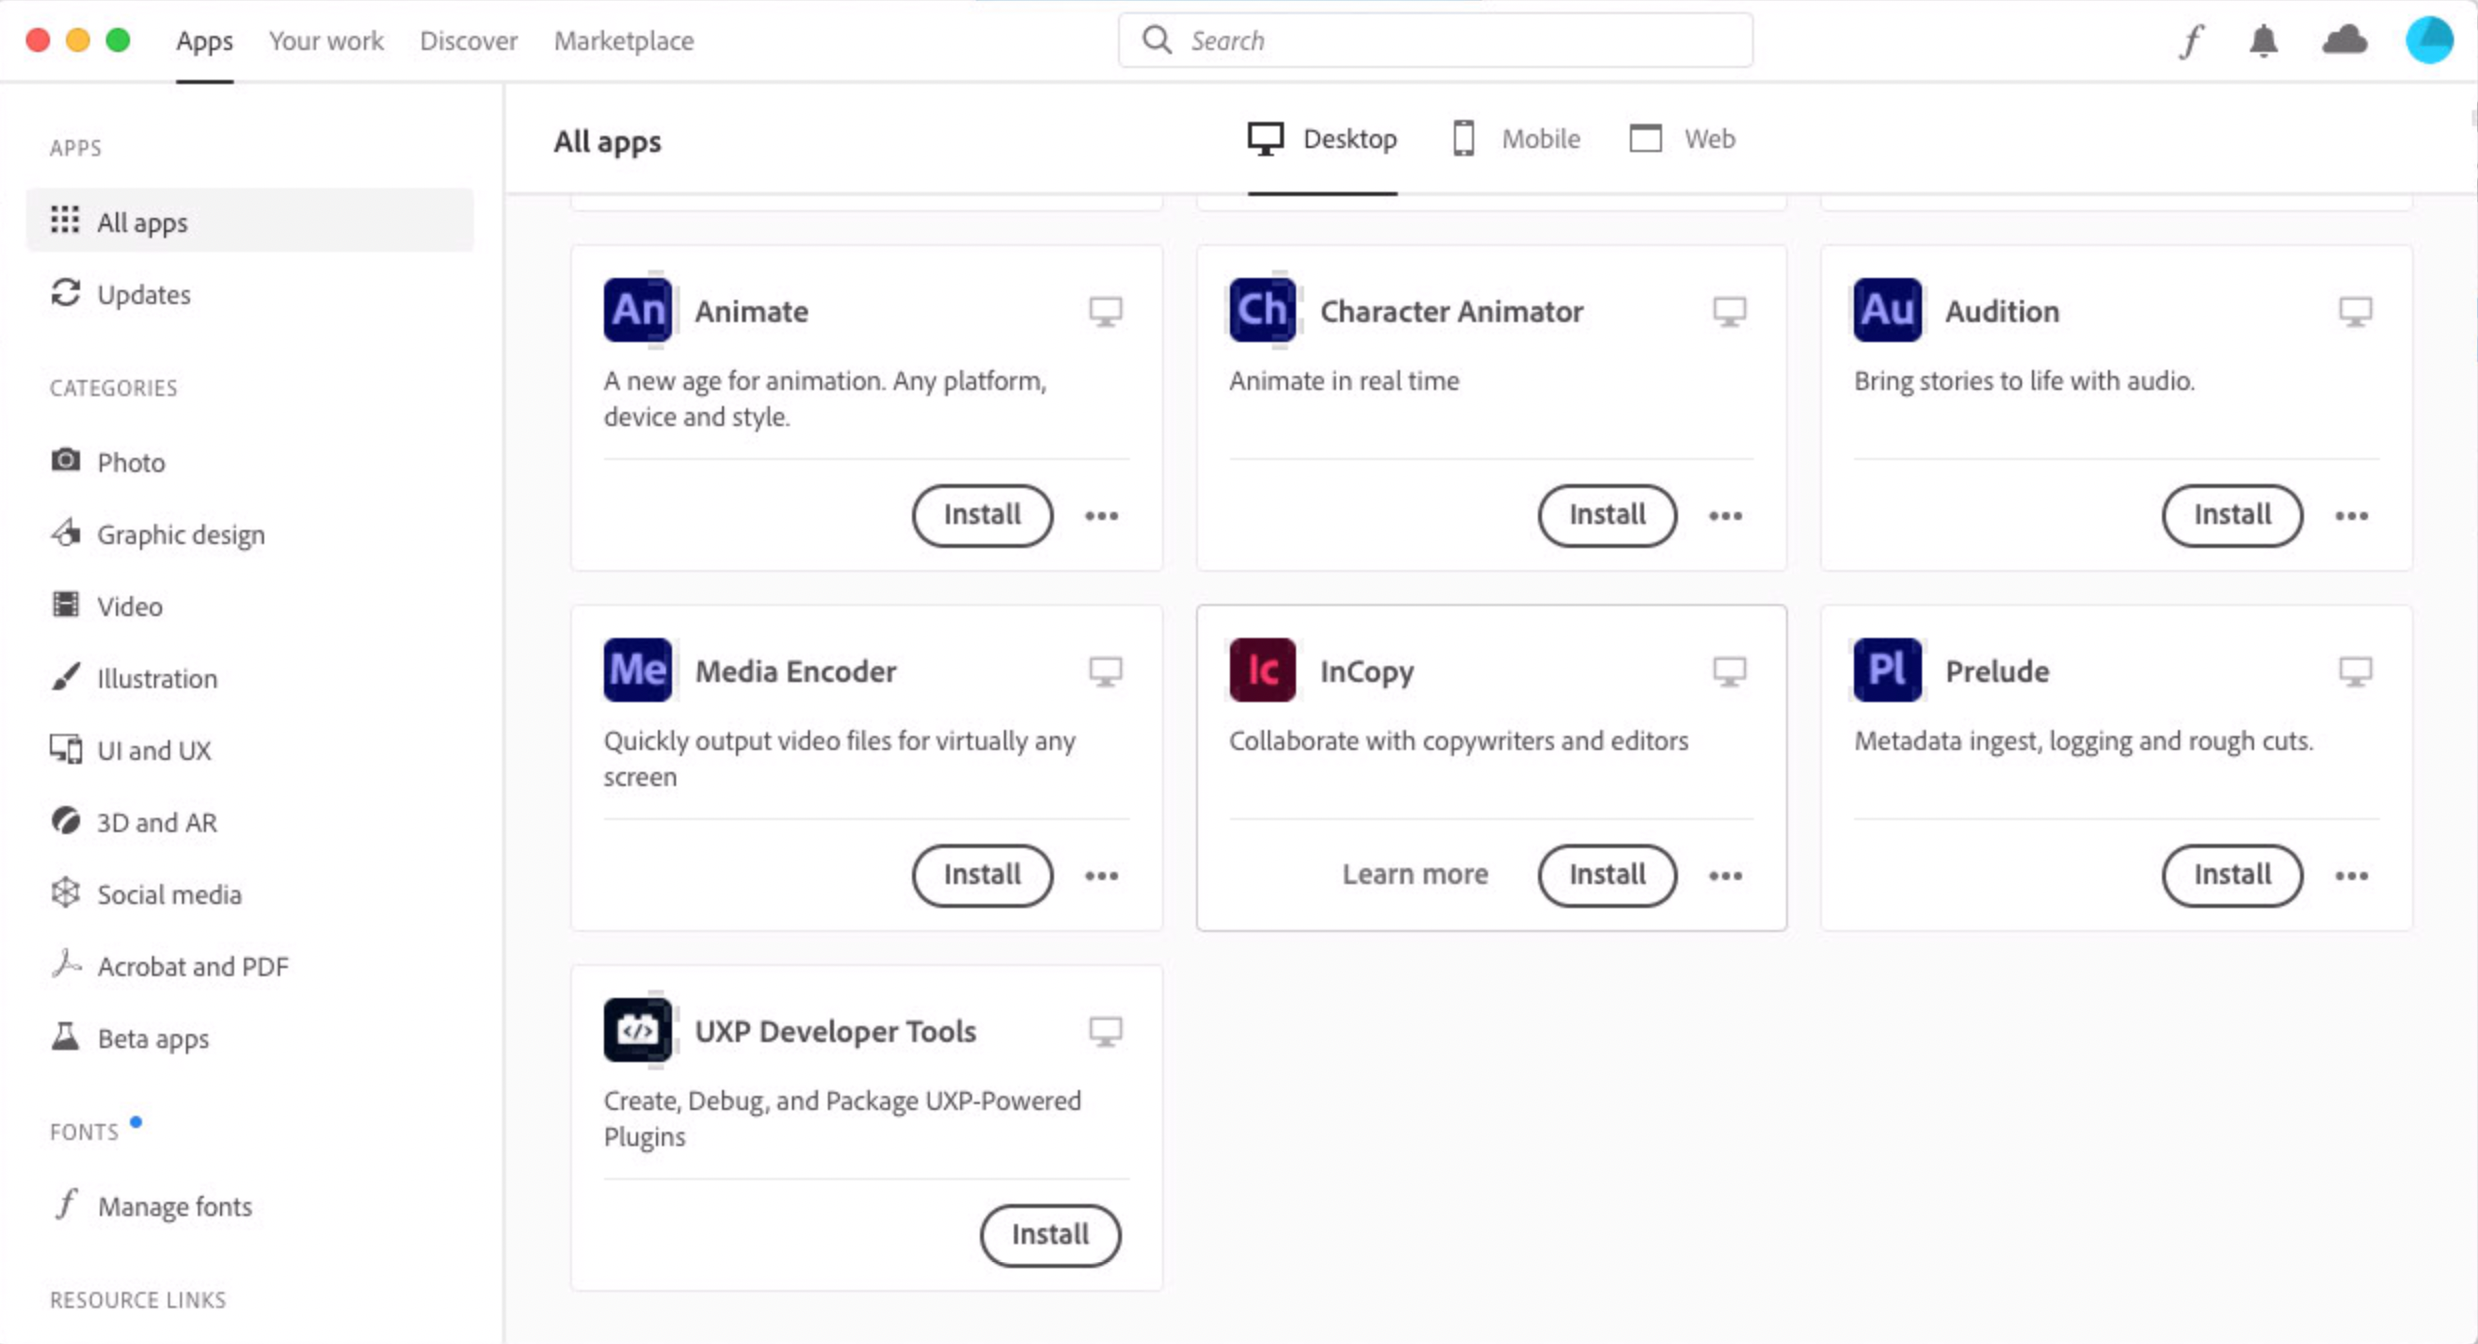 Apps Your work Discover Marketplace Search
APPS
All apps
Updates
CATEGORIES
Photo
Graphic design
Video
Illustration
UI and UX
3D and AR
Social media
Acrobat and PDF
Beta apps
FONTS
Manage fonts
RESOURCE LINKS
All apps Desktop Mobile Web
An Animate
A new age for animation. Any platform,
device and style.
Install
Ch Character Animator
Animate in real time
Install
Au Audition
Bring stories to life with audio.
Install
Me Media Encoder
Quickly output video files for virtually any
screen
Install
Ic InCopy
Collaborate with copywriters and editors
Learn more Install
Pl Prelude
Metadata ingest, logging and rough cuts.
Install
UXP Developer Tools
Create, Debug, and Package UXP-Powered
Plugins
Install